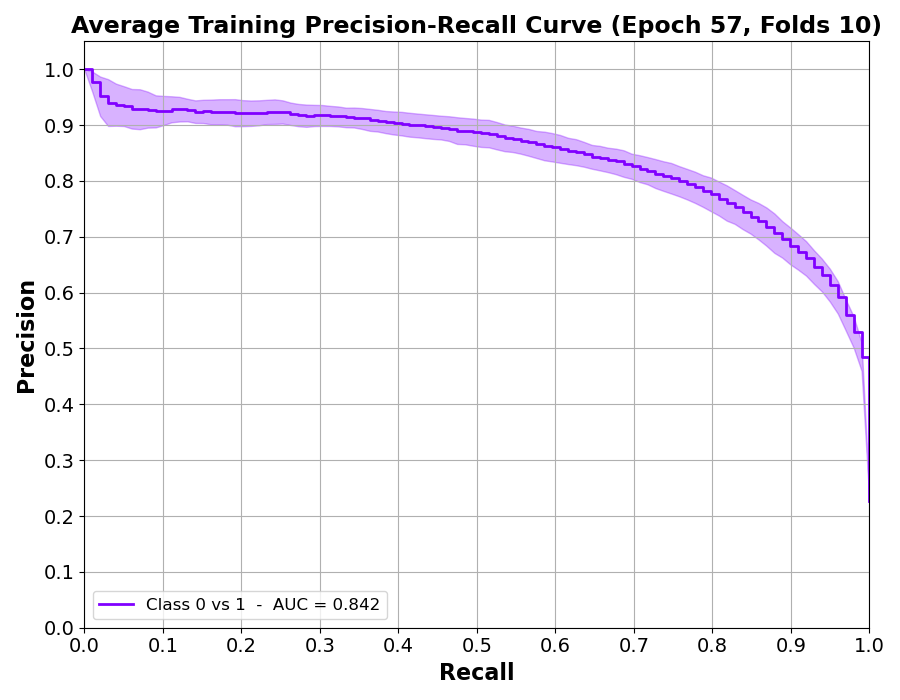 Average Training Precision-Recall Curve (Epoch 57, Folds 10)
1.0
0.9
0.8
0.7
0.6
0.5
0.4
0.3
0.2
0.1
0.0
Precision
Class 0 vs 1 - AUC = 0.842
0.0 0.1 0.2 0.3 0.4 0.5 0.6 0.7 0.8 0.9 1.0
Recall